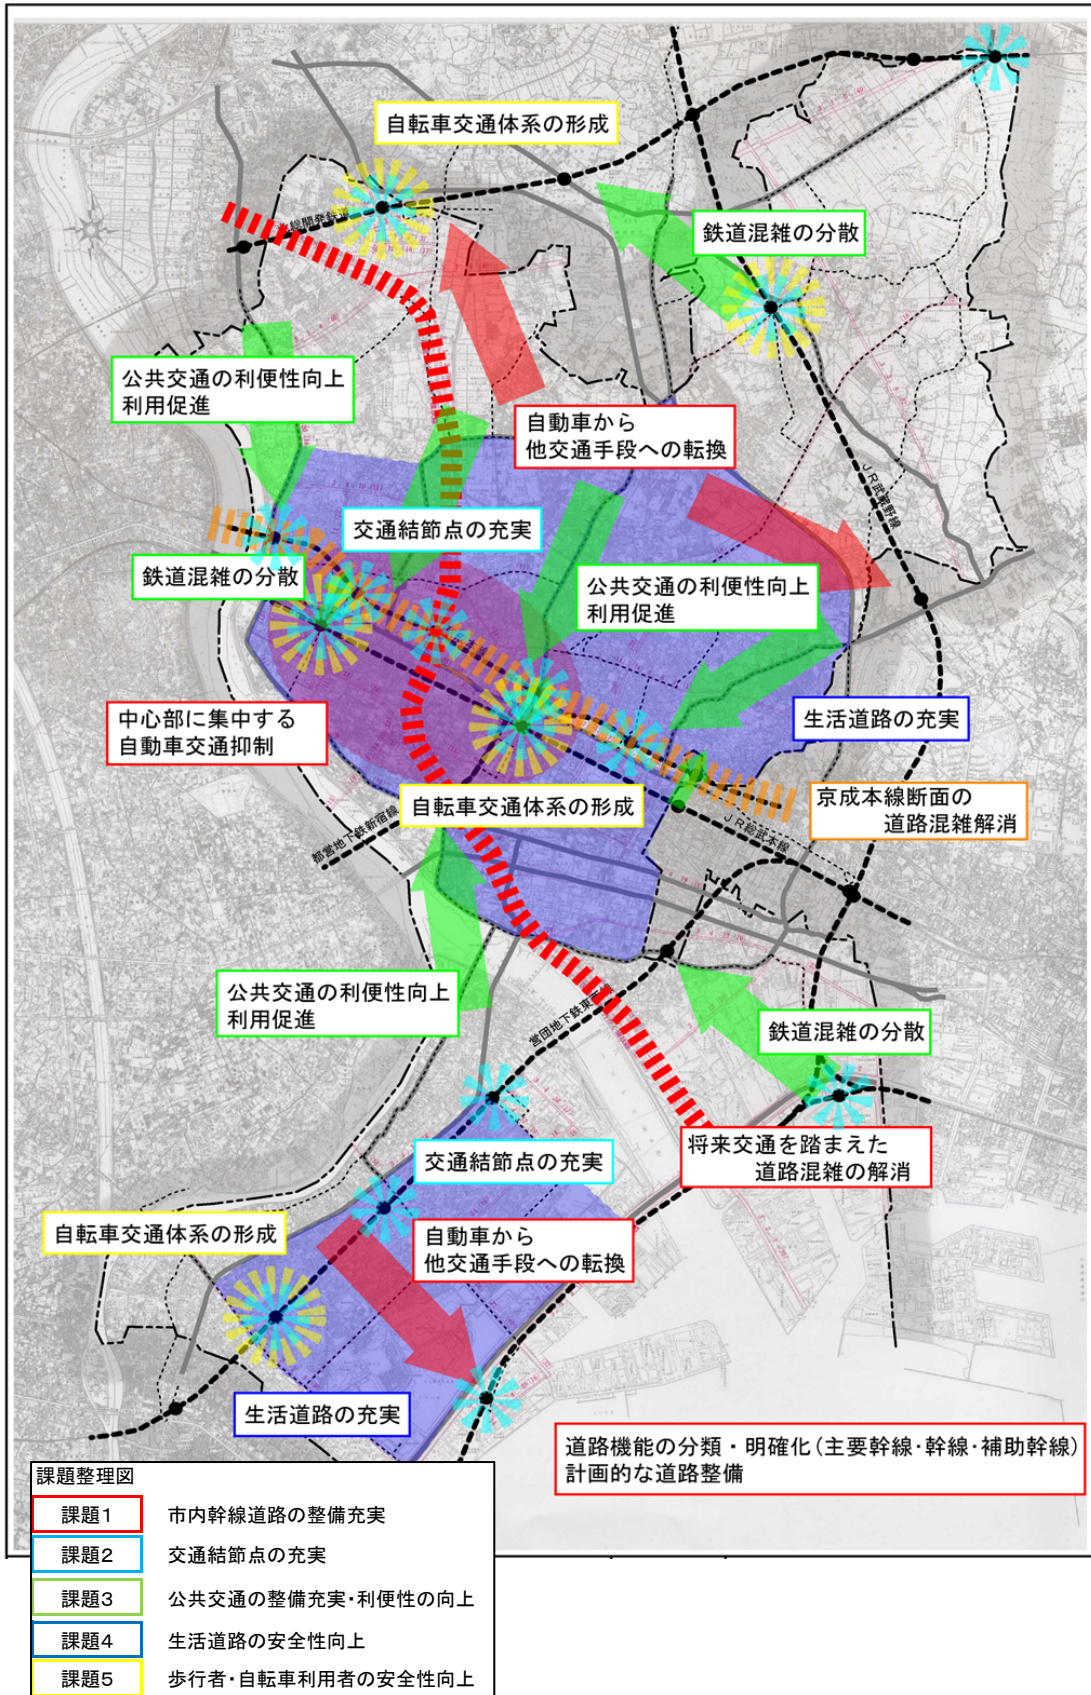 自転車交通体系の形成
鉄道混雑の分散
公共交通の利便性向上
利用促進
自動車から
他交通手段への転換
JR武蔵野線
交通結節点の充実
鉄道混雑の分散
公共交通の利便性向上
利用促進
中心部に集中する
自動車交通抑制
生活道路の充実
自転車交通体系の形成
京成本線断面の
道路混雑解消
都営地下鉄新宿線
JR総武本線
公共交通の利便性向上
利用促進
営団地下鉄東西線
鉄道混雑の分散
交通結節点の充実
将来交通を踏まえた
道路混雑の解消
自転車交通体系の形成
自動車から
他交通手段への転換
生活道路の充実
道路機能の分類・明確化(主要幹線・幹線・補助幹線)
計画的な道路整備
課題整理図
課題1 市内幹線道路の整備充実
課題2 交通結節点の充実
課題3 公共交通の整備充実・利便性の向上
課題4 生活道路の安全性向上
課題5 歩行者・自転車利用者の安全性向上